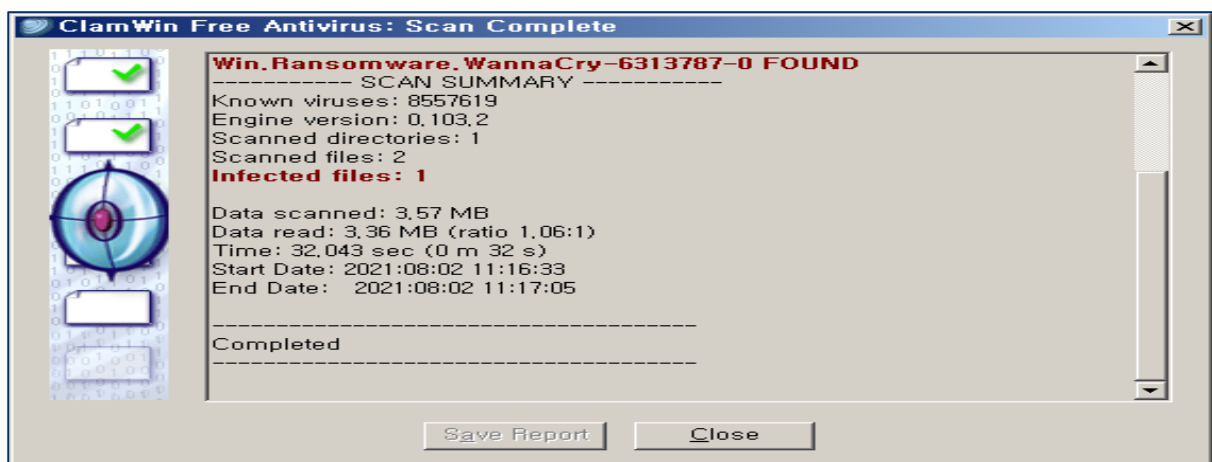 ClamWin Free Antivirus: Scan Complete
Win.Ransomware.WannaCry-6313787-0 FOUND
----------- SCAN SUMMARY -----------
Known viruses: 8557619
Engine version: 0.103.2
Scanned directories: 1
Scanned files: 2
Infected files: 1
Data scanned: 3.57 MB
Data read: 3.36 MB (ratio 1.06:1)
Time: 32.043 sec (0 m 32 s)
Start Date: 2021:08:02 11:16:33
End Date: 2021:08:02 11:17:05
--------------------------------------
Completed
--------------------------------------
Save Report
Close